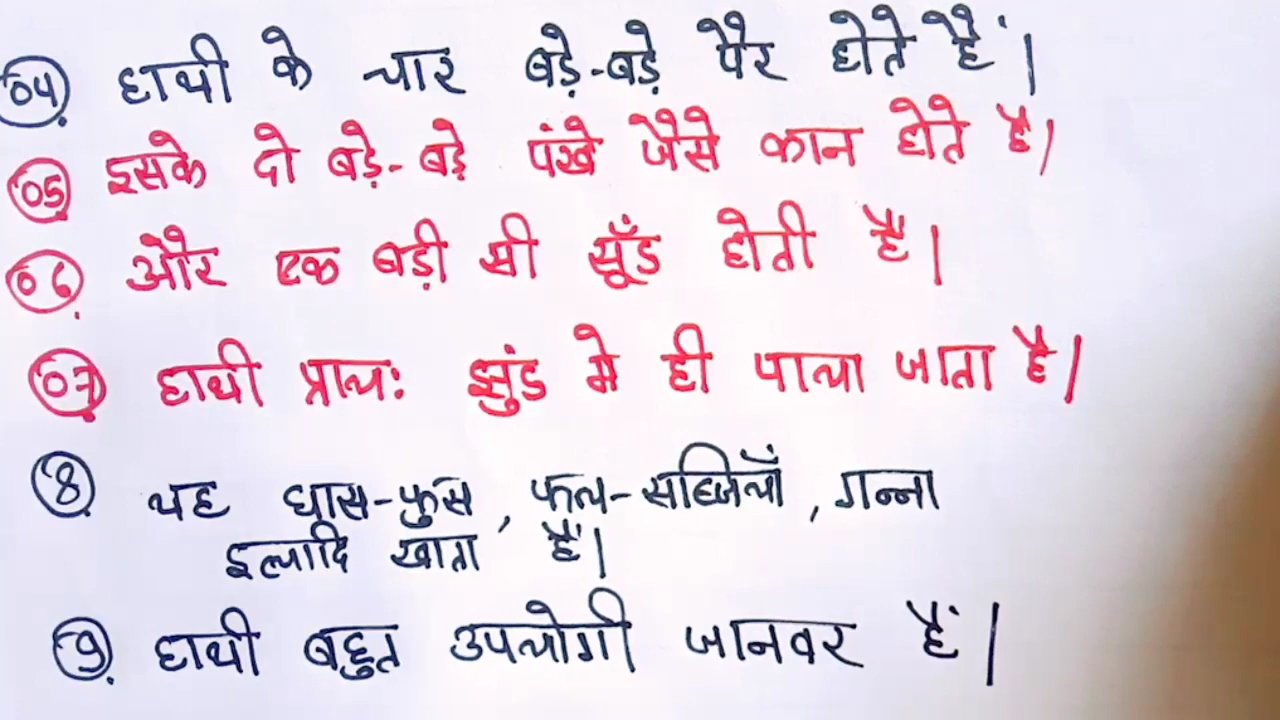 04. हाथी के चार बड़े-बड़े पैर होते हैं।
05. इसके दो बड़े-बड़े पंखे जैसे कान होते है।
06. और एक बड़ी सी सूँड होती है।
07. हाथी प्रायः झुंड मे ही पाया जाता है।
8. यह घास-फुस, फल-सब्जियाँ, गन्ना
इत्यादि खाता हैं।
9. हाथी बहुत उपयोगी जानवर हैं।